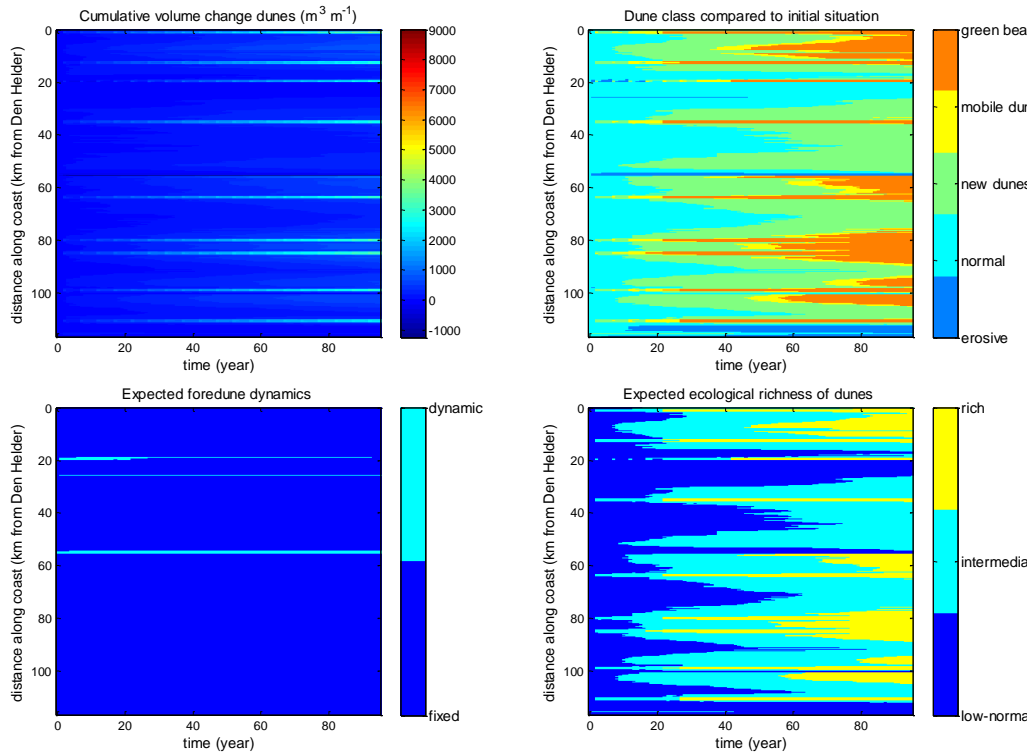 Cumulative volume change dunes (m³ m⁻¹)
0
20
40
60
80
100
distance along coast (km from Den Helder)
0 20 40 60 80
time (year)
9000
8000
7000
6000
5000
4000
3000
2000
1000
0
-1000
Dune class compared to initial situation
0
20
40
60
80
100
distance along coast (km from Den Helder)
0 20 40 60 80
time (year)
green bea
mobile dun
new dunes
normal
erosive
Expected foredune dynamics
0
20
40
60
80
100
distance along coast (km from Den Helder)
0 20 40 60 80
time (year)
dynamic
fixed
Expected ecological richness of dunes
0
20
40
60
80
100
distance along coast (km from Den Helder)
0 20 40 60 80
time (year)
rich
intermedia
low-norma